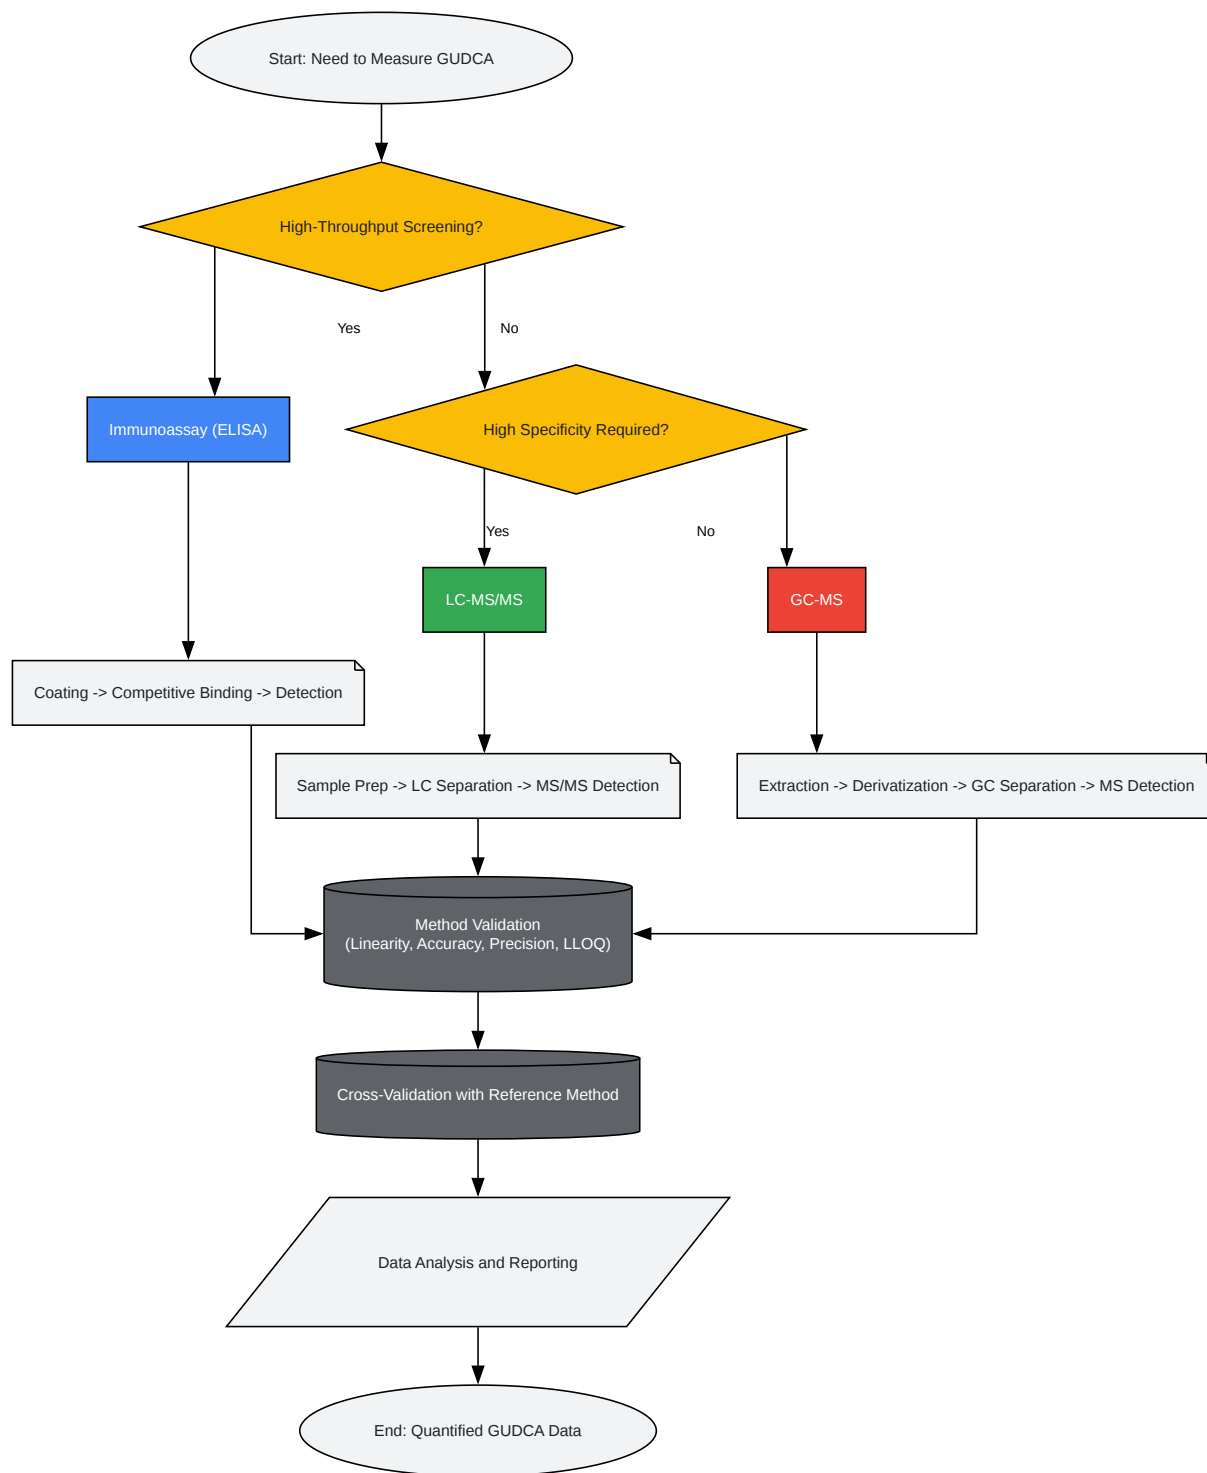 Start: Need to Measure GUDCA
High-Throughput Screening?
Yes
No
Immunoassay (ELISA)
High Specificity Required?
Yes
No
LC-MS/MS
GC-MS
Coating -> Competitive Binding -> Detection
Sample Prep -> LC Separation -> MS/MS Detection
Extraction -> Derivatization -> GC Separation -> MS Detection
Method Validation
(Linearity, Accuracy, Precision, LLOQ)
Cross-Validation with Reference Method
Data Analysis and Reporting
End: Quantified GUDCA Data